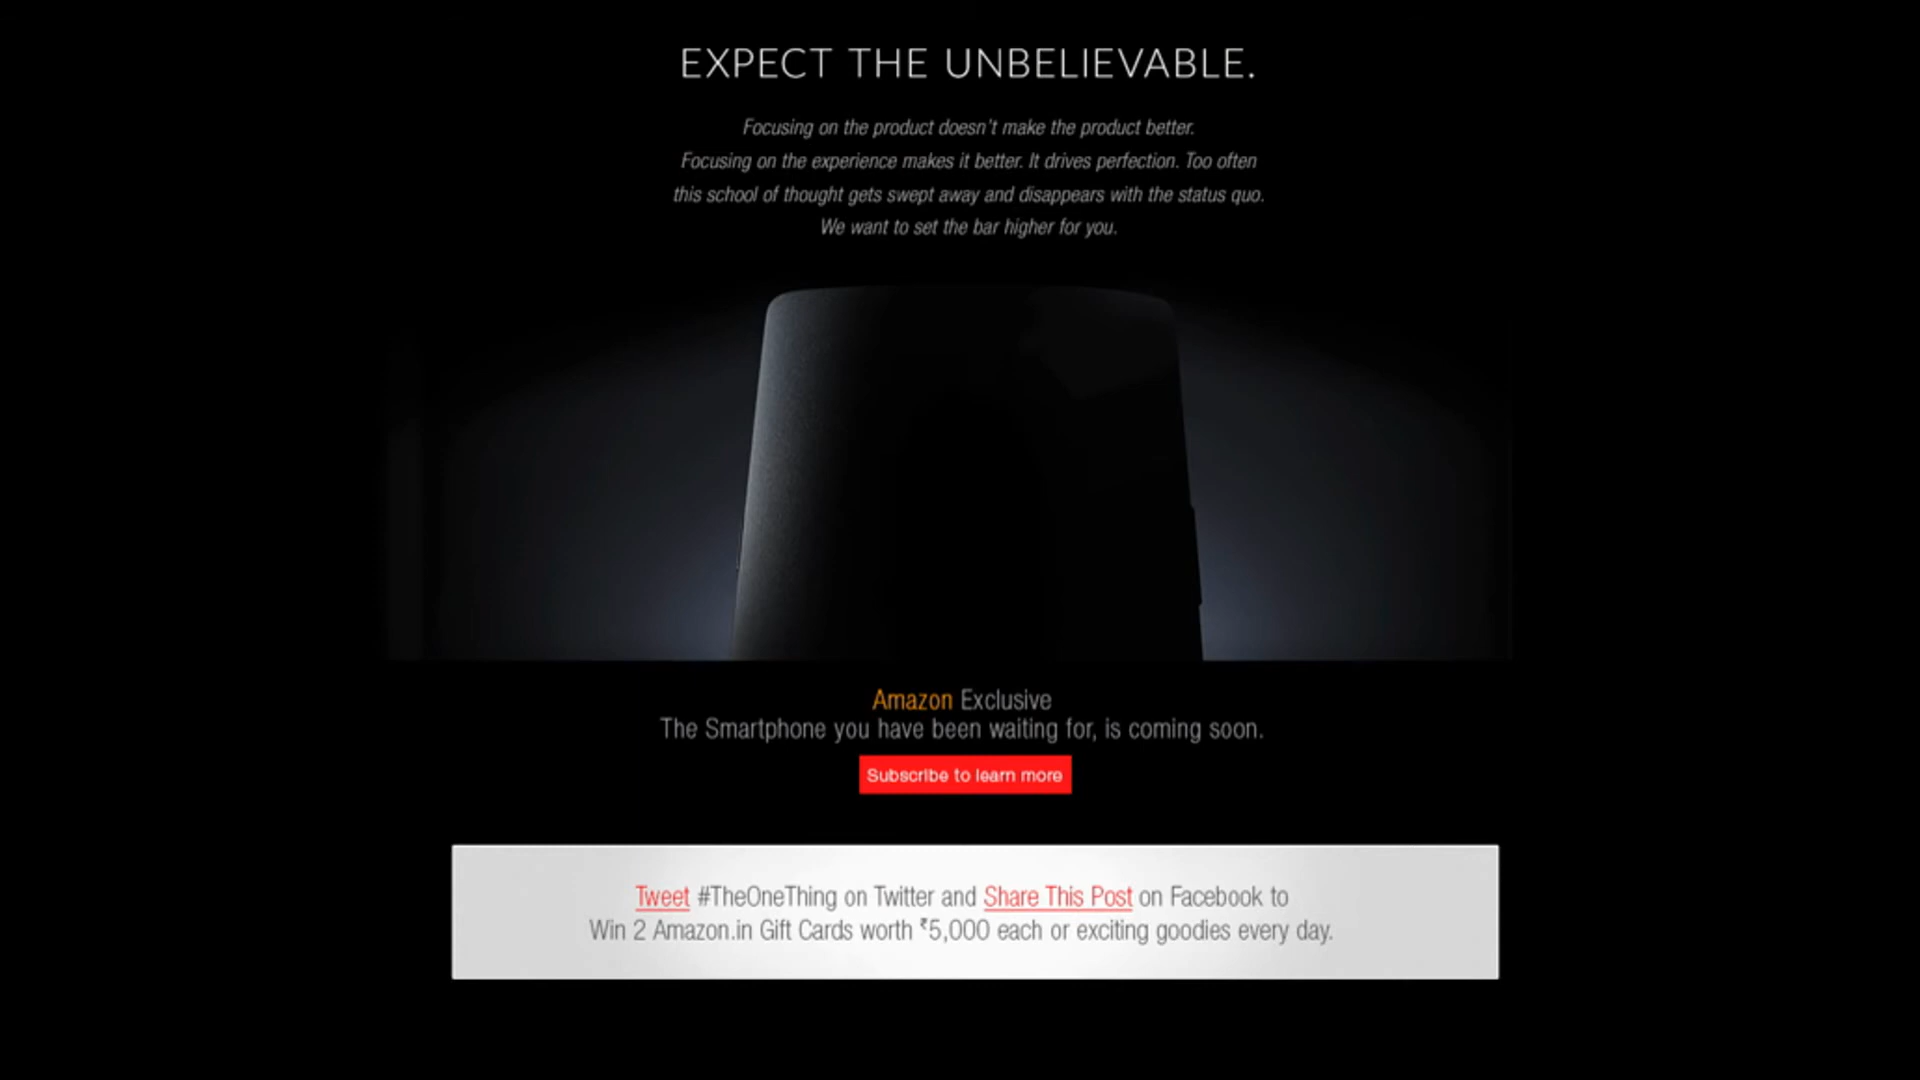 EXPECT THE UNBELIEVABLE.
Focusing on the product doesn't make the product better.
Focusing on the experience makes it better. It drives perfection. Too often
this school of thought gets swept away and disappears with the status quo.
We want to set the bar higher for you.
Amazon Exclusive
The Smartphone you have been waiting for, is coming soon.
Subscribe to learn more
Tweet #TheOneThing on Twitter and Share This Post on Facebook to
Win 2 Amazon.in Gift Cards worth ₹5,000 each or exciting goodies every day.